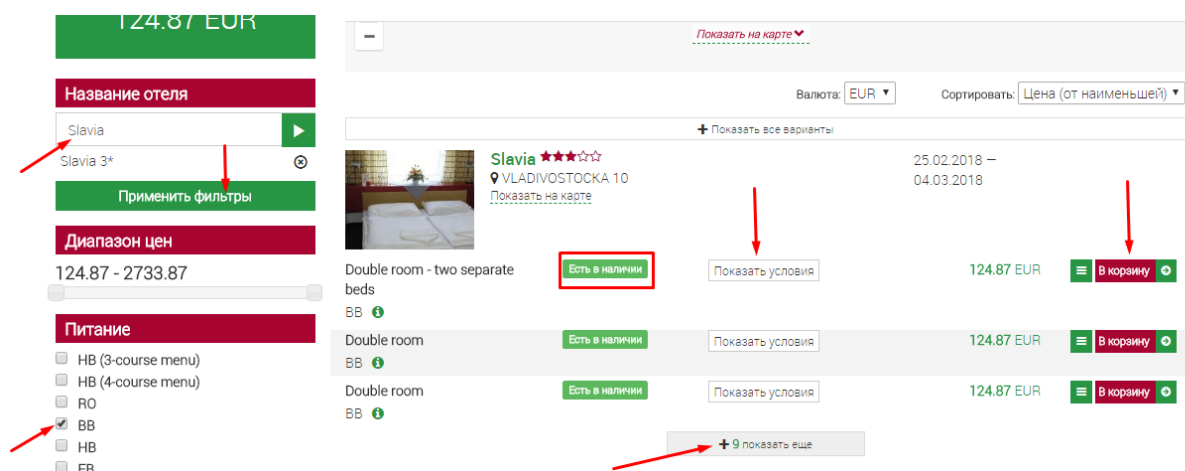 124.87 EUR
Название отеля
Slavia
Slavia 3*
Применить фильтры
Диапазон цен
124.87 - 2733.87
Питание
HB (3-course menu)
HB (4-course menu)
RO
BB
HB
FB
Показать на карте
Валюта: EUR Сортировать: Цена (от наименьшей)
+ Показать все варианты
Slavia
VLADIVOSTOCKA 10
Показать на карте
25.02.2018 —
04.03.2018
Double room - two separate beds Есть в наличии Показать условия 124.87 EUR В корзину
BB
Double room Есть в наличии Показать условия 124.87 EUR В корзину
BB
Double room Есть в наличии Показать условия 124.87 EUR В корзину
BB
+ 9 показать еще